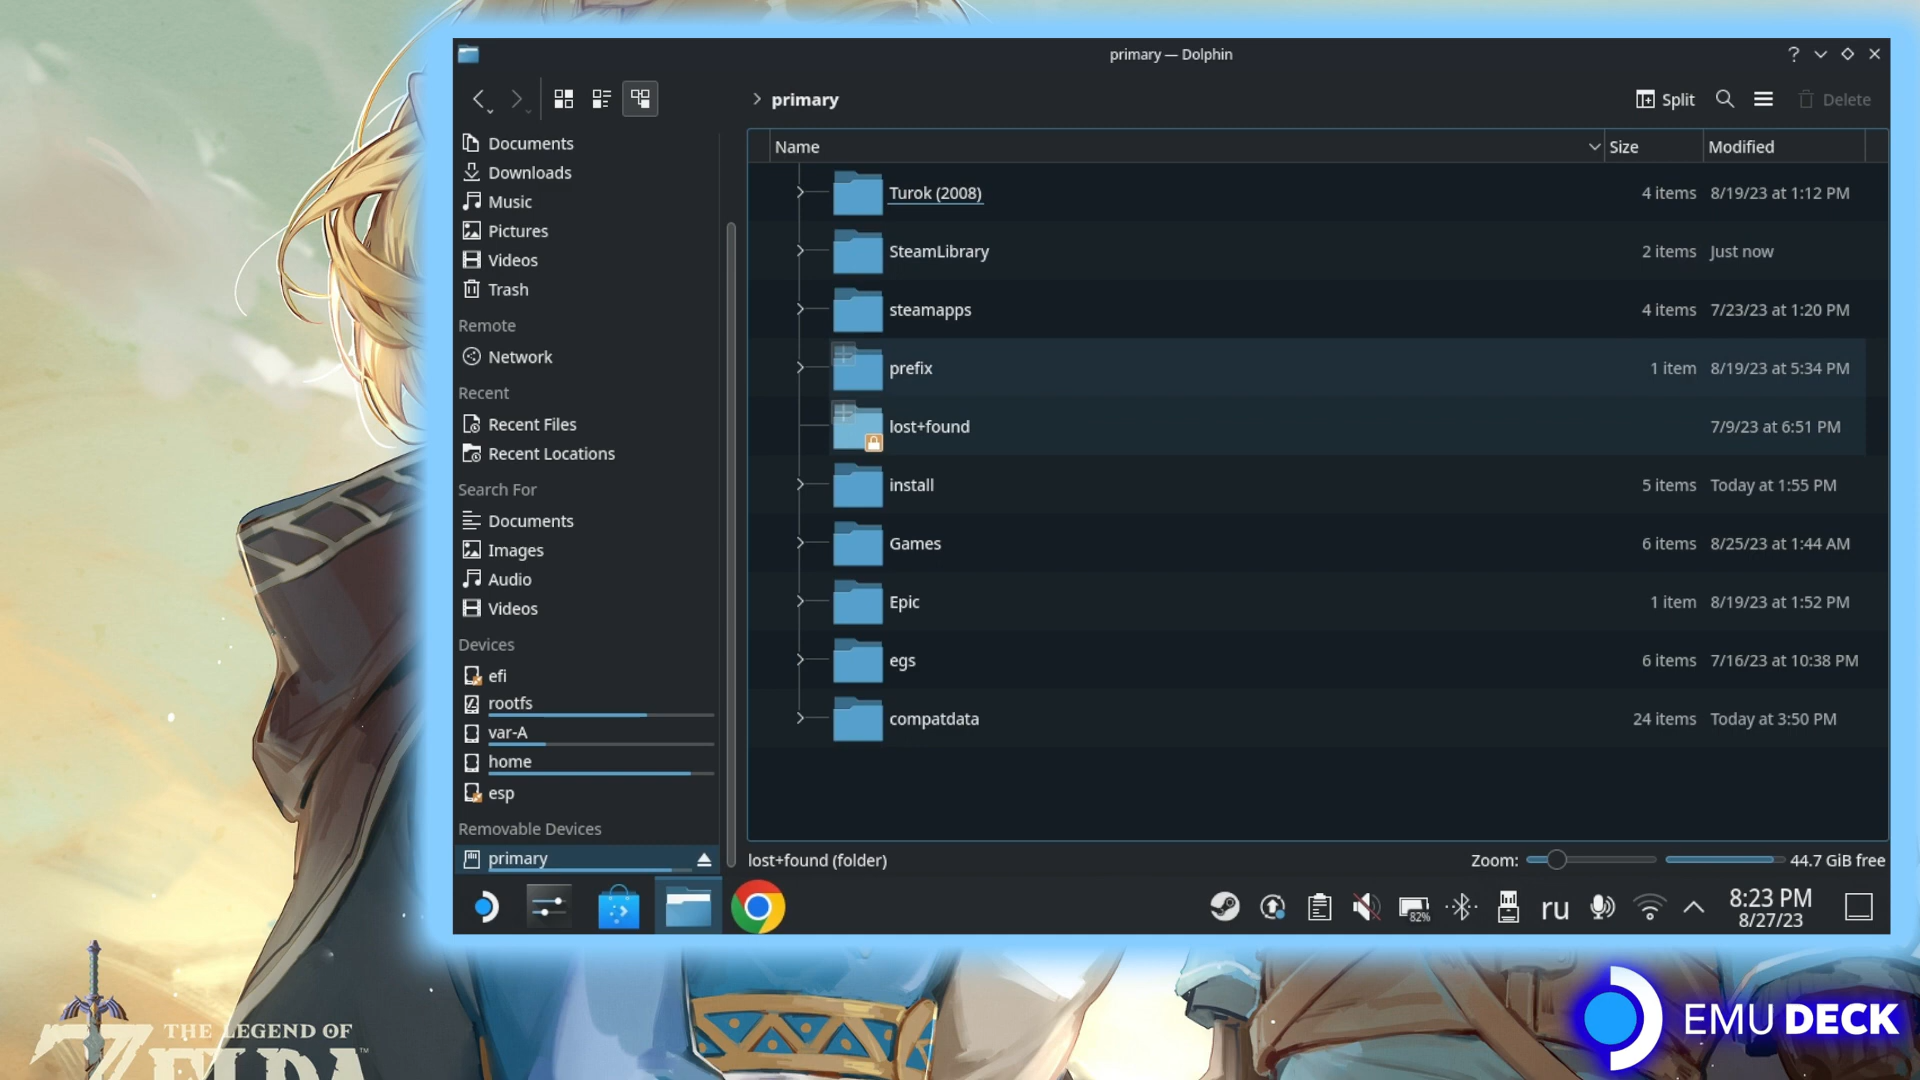 primary — Dolphin
primary
Split
Delete
Documents
Downloads
Music
Pictures
Videos
Trash
Remote
Network
Recent
Recent Files
Recent Locations
Search For
Documents
Images
Audio
Videos
Devices
efi
rootfs
var-A
home
esp
Removable Devices
primary
Name Size Modified
Turok (2008) 4 items 8/19/23 at 1:12 PM
SteamLibrary 2 items Just now
steamapps 4 items 7/23/23 at 1:20 PM
prefix 1 item 8/19/23 at 5:34 PM
lost+found 7/9/23 at 6:51 PM
install 5 items Today at 1:55 PM
Games 6 items 8/25/23 at 1:44 AM
Epic 1 item 8/19/23 at 1:52 PM
egs 6 items 7/16/23 at 10:38 PM
compatdata 24 items Today at 3:50 PM
lost+found (folder) Zoom: 44.7 GiB free
82%
ru
8:23 PM
8/27/23
THE LEGEND OF
ZELDA™
EMUDECK